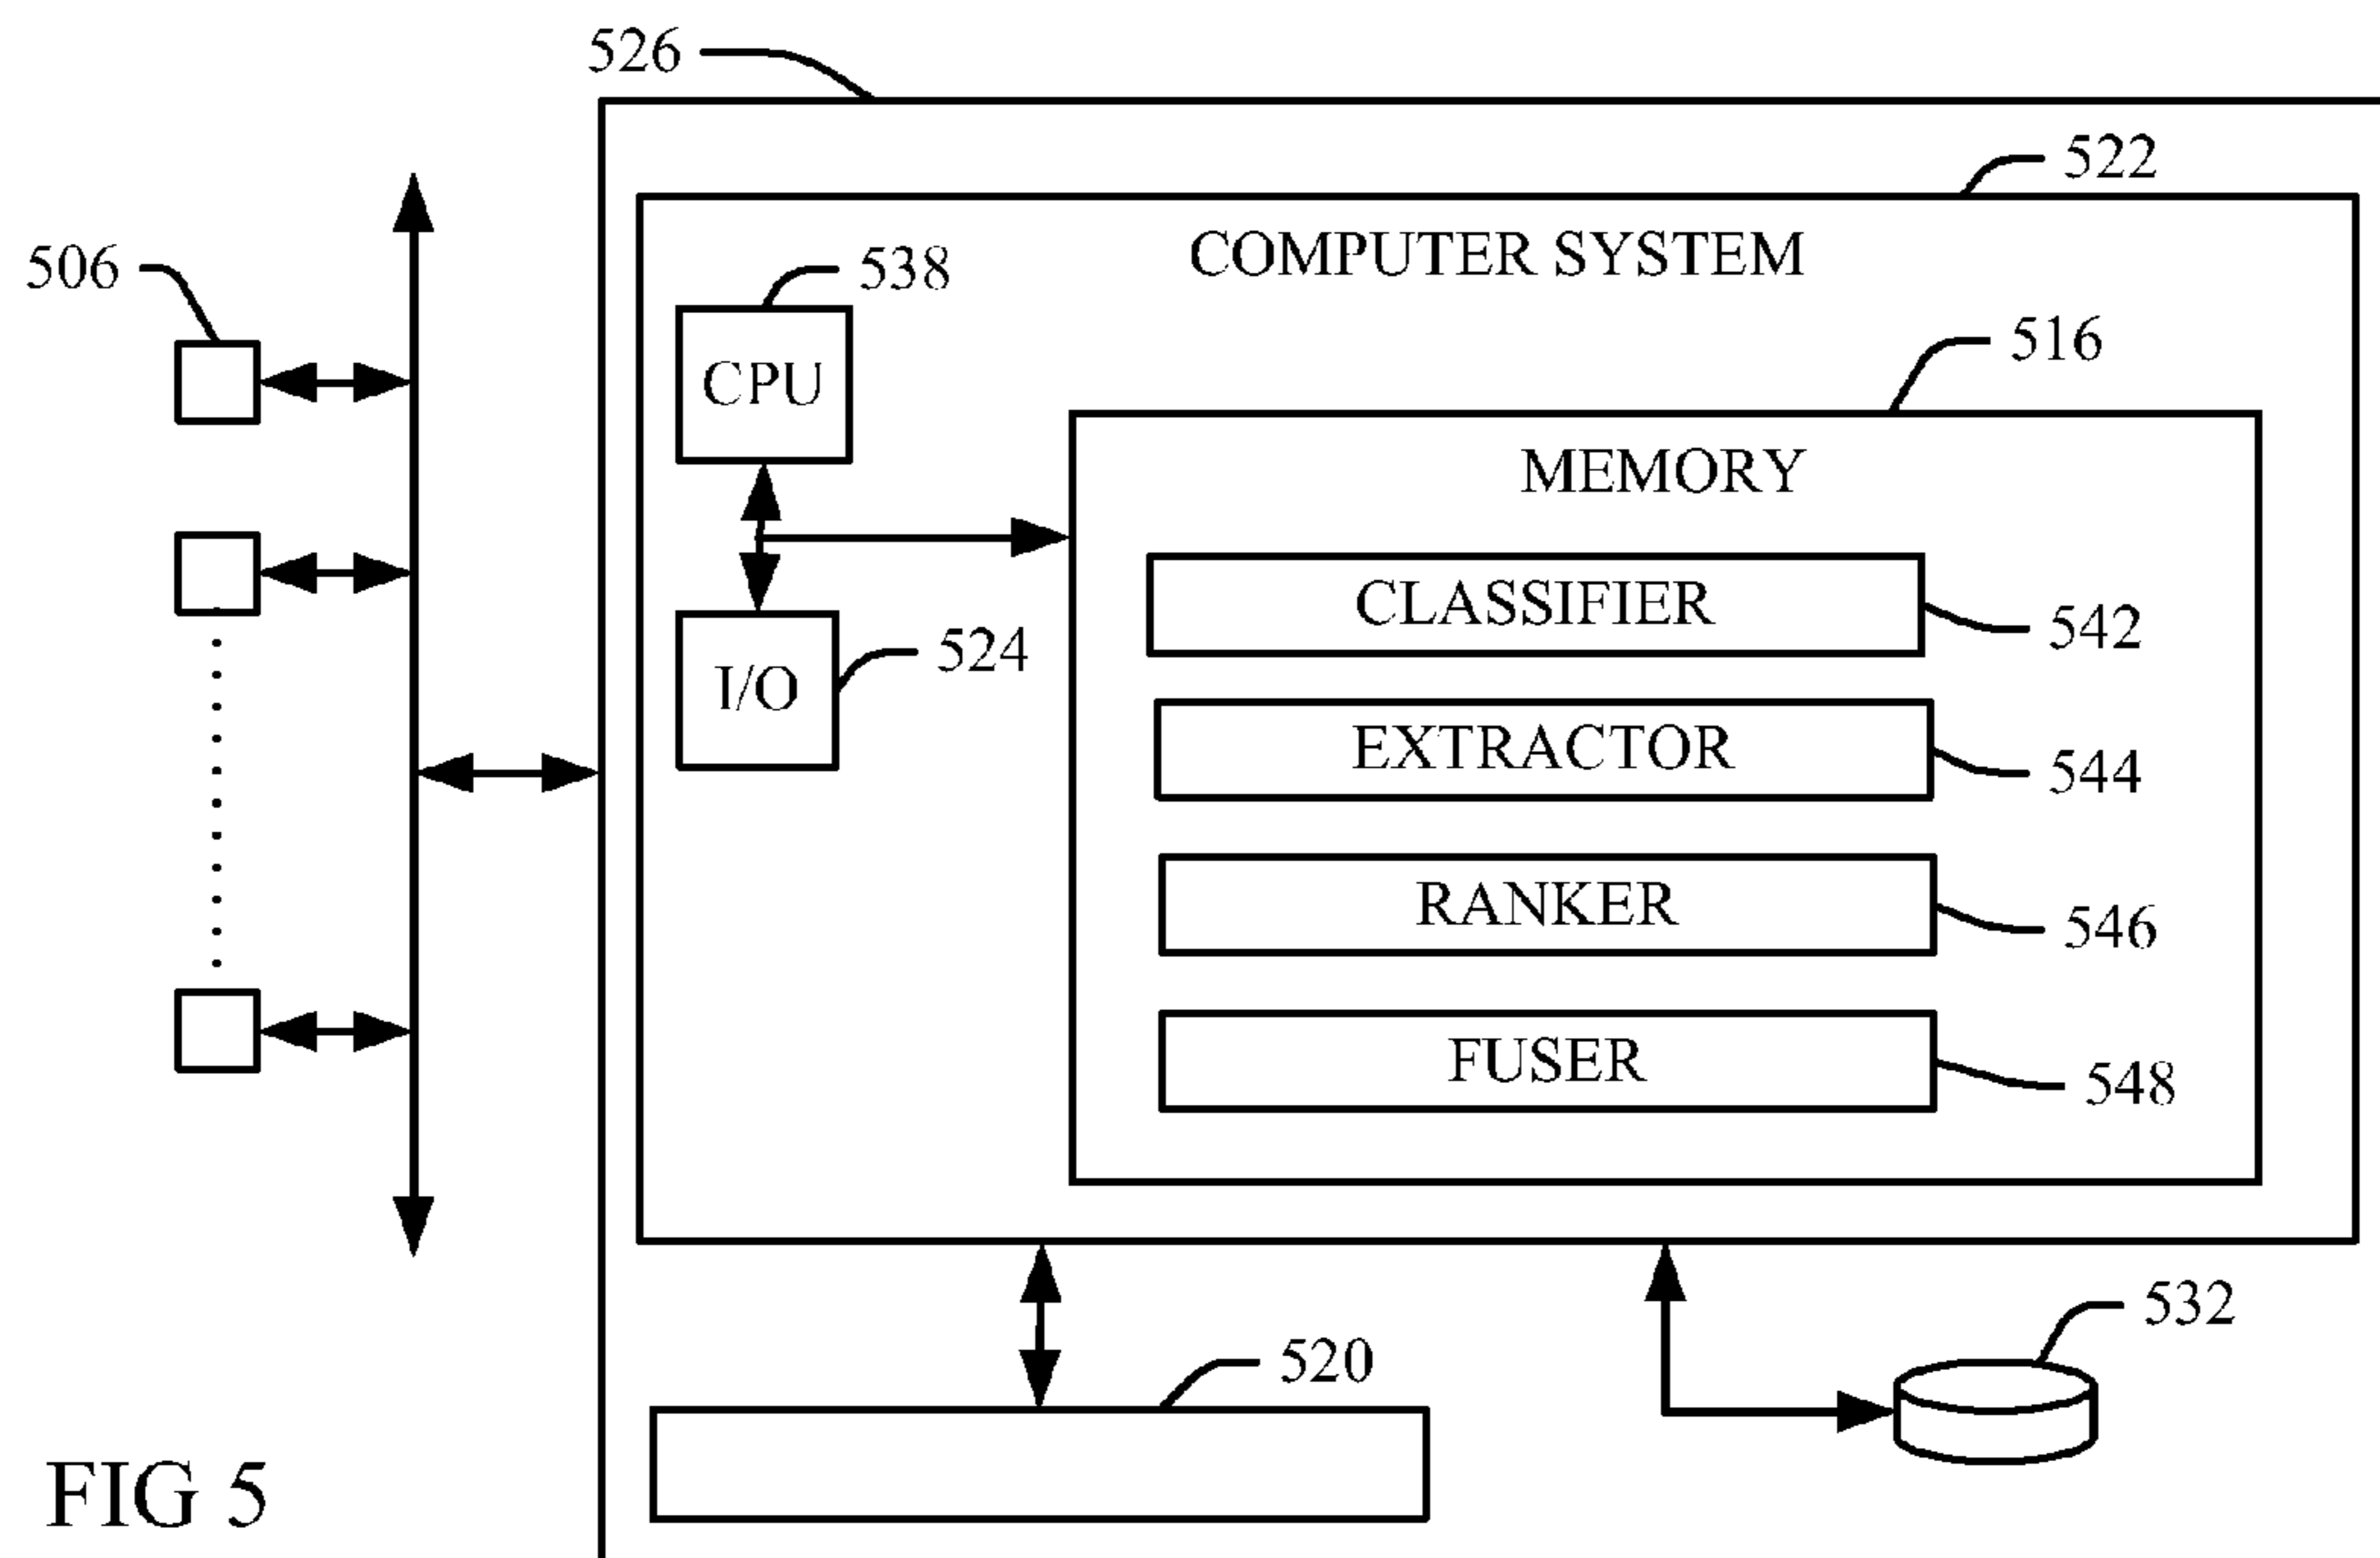 526
522
COMPUTER SYSTEM
506
538
516
CPU
MEMORY
CLASSIFIER
542
524
I/O
EXTRACTOR
544
RANKER
546
FUSER
548
532
520
FIG 5